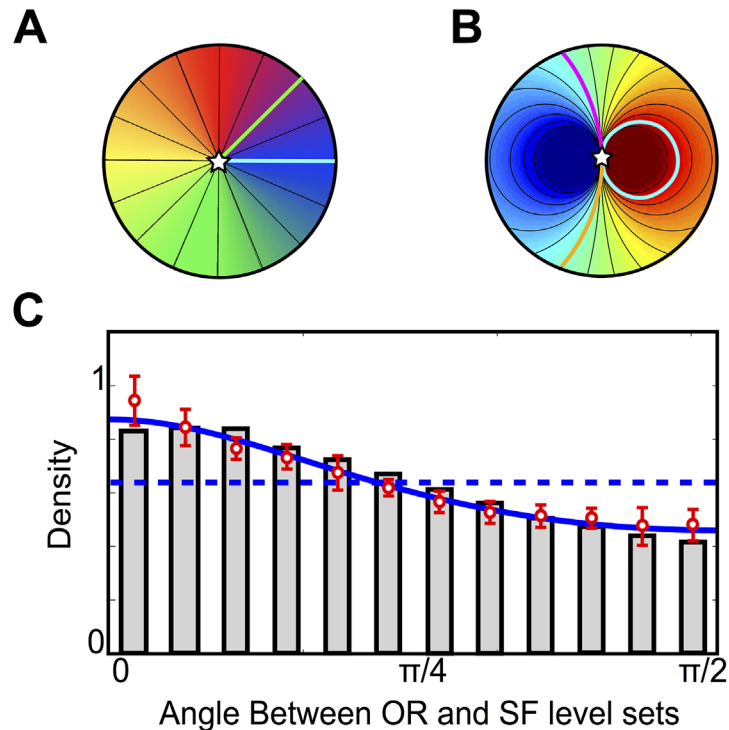 A
B
C
1
Density
0
0
π/4
π/2
Angle Between OR and SF level sets